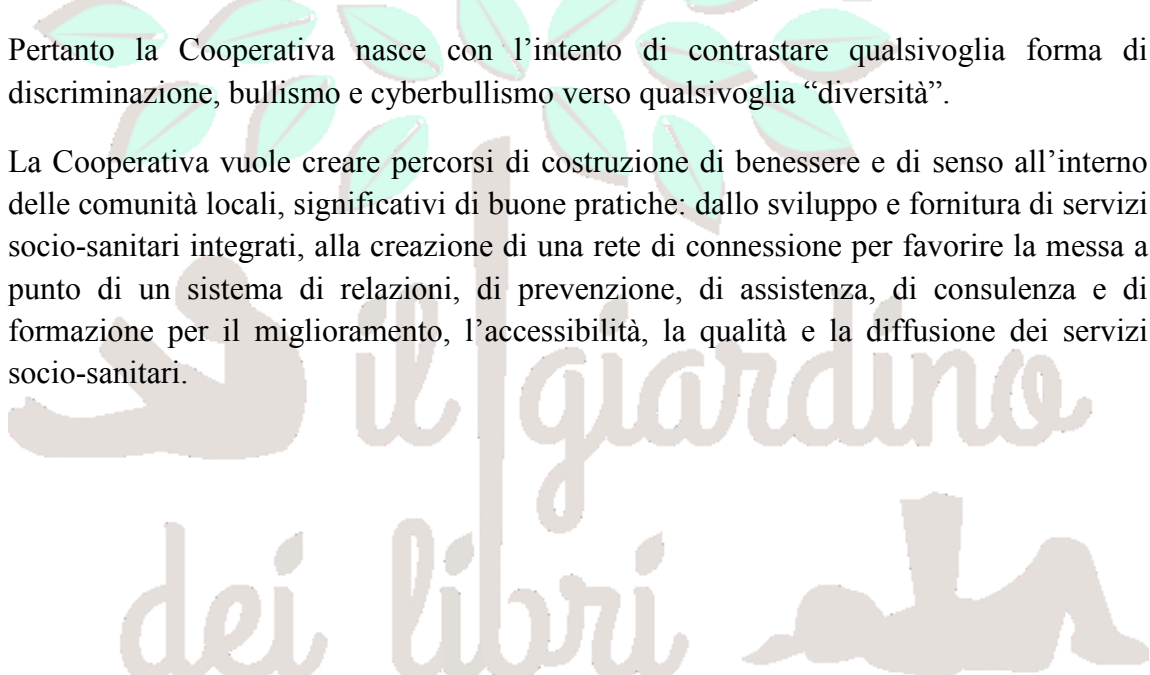 Pertanto la Cooperativa nasce con l’intento di contrastare qualsivoglia forma di
discriminazione, bullismo e cyberbullismo verso qualsivoglia “diversità”.
La Cooperativa vuole creare percorsi di costruzione di benessere e di senso all’interno
delle comunità locali, significativi di buone pratiche: dallo sviluppo e fornitura di servizi
socio-sanitari integrati, alla creazione di una rete di connessione per favorire la messa a
punto di un sistema di relazioni, di prevenzione, di assistenza, di consulenza e di
formazione per il miglioramento, l’accessibilità, la qualità e la diffusione dei servizi
socio-sanitari.
il giardino
dei libri